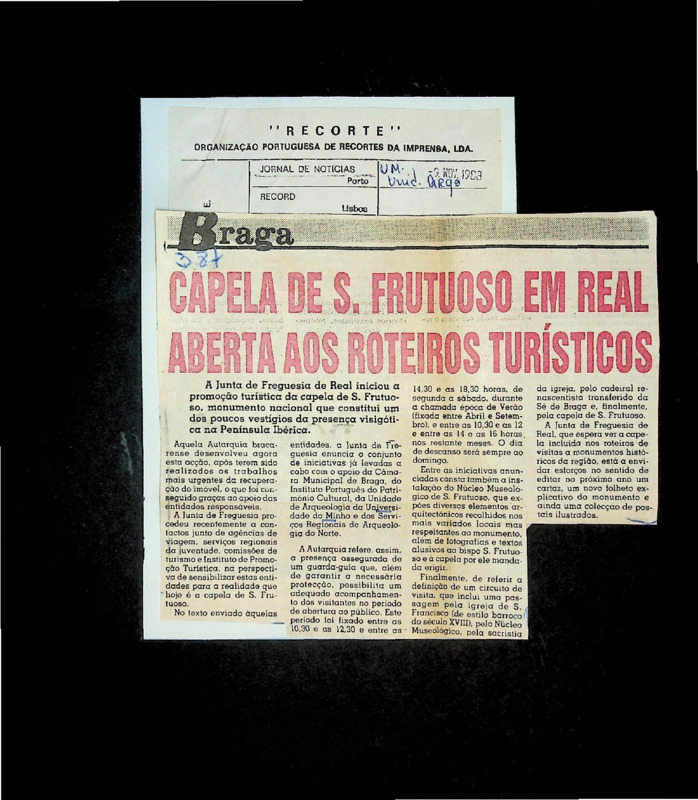 "RECORTE"
ORGANIZAÇÃO PORTUGUESA DE RECORTES DA IMPRENSA, LDA.
JORNAL DE NOTÍCIAS
Porto
RECORD
Lisboa
UM.
Unid. Arqo
NOV. 1988
Braga
387
CAPELA DE S. FRUTUOSO EM REAL
ABERTA AOS ROTEIROS TURÍSTICOS
A Junta de Freguesia de Real iniciou a
promoção turística da capela de S. Frutuo-
so, monumento nacional que constitui um
dos poucos vestígios da presença visigóti-
ca na Península Ibérica.
Aquela Autarquia braca-
rense desenvolveu agora
esta acção, após terem sido
realizados os trabalhos
mais urgentes da recupera-
ção do imóvel, o que foi con-
seguido graças ao apoio das
entidades responsáveis.
A Junta de Freguesia pro-
cedeu recentemente a con-
tactos junto de agências de
viagem, serviços regionais
da juventude, comissões de
turismo e Instituto de Promo-
ção Turística, na perspecti-
va de sensibilizar estas enti-
dades para a realidade que
hoje é a capela de S. Fru-
tuoso.
No texto enviado àquelas
entidades, a Junta de Fre-
guesia enuncia o conjunto
de iniciativas já levadas a
cabo com o apoio da Câma-
ra Municipal de Braga, do
Instituto Português do Patri-
mónio Cultural, da Unidade
de Arqueologia da Universi-
dade do Minho e dos Servi-
ços Regionais de Arqueolo-
gia do Norte.
A Autarquia refere, assim,
a presença assegurada de
um guarda-guia que, além
de garantir a necessária
protecção, possibilita um
adequado acompanhamento
dos visitantes no período
de abertura ao público. Este
período foi fixado entre as
10,30 e as 12,30 e entre as
14,30 e as 18,30 horas, de
segunda a sábado, durante
a chamada época de Verão
(fixada entre Abril e Setem-
bro), e entre as 10,30 e as 12
e entre as 14 e as 16 horas,
nos restante meses. O dia
de descanso será sempre ao
domingo.
Entre as iniciativas anun-
ciadas consta também a ins-
talação do Núcleo Museoló-
gico de S. Frutuoso, que ex-
põe diversos elementos ar-
quitectónicos recolhidos nos
mais variados locais mas
respeitantes ao monumento,
além de fotografias e textos
alusivos ao bispo S. Frutuo-
so e a capela por ele manda-
da erigir.
Finalmente, de referir a
definição de um circuito de
visita, que inclui uma pas-
sagem pela igreja de S.
Francisco (de estilo barroco
do século XVIII), pelo Núcleo
Museológico, pela sacristia
da igreja, pelo cadeiral re-
nascentista transferido da
Sé de Braga e, finalmente,
pela capela de S. Frutuoso.
A Junta de Freguesia de
Real, que espera ver a cape-
la incluída nos roteiros de
visitas a monumentos histó-
ricos da região, está a envi-
dar esforços no sentido de
editar no próximo ano um
cartaz, um novo folheto ex-
plicativo do monumento e
ainda uma colecção de pos-
tais ilustrados.